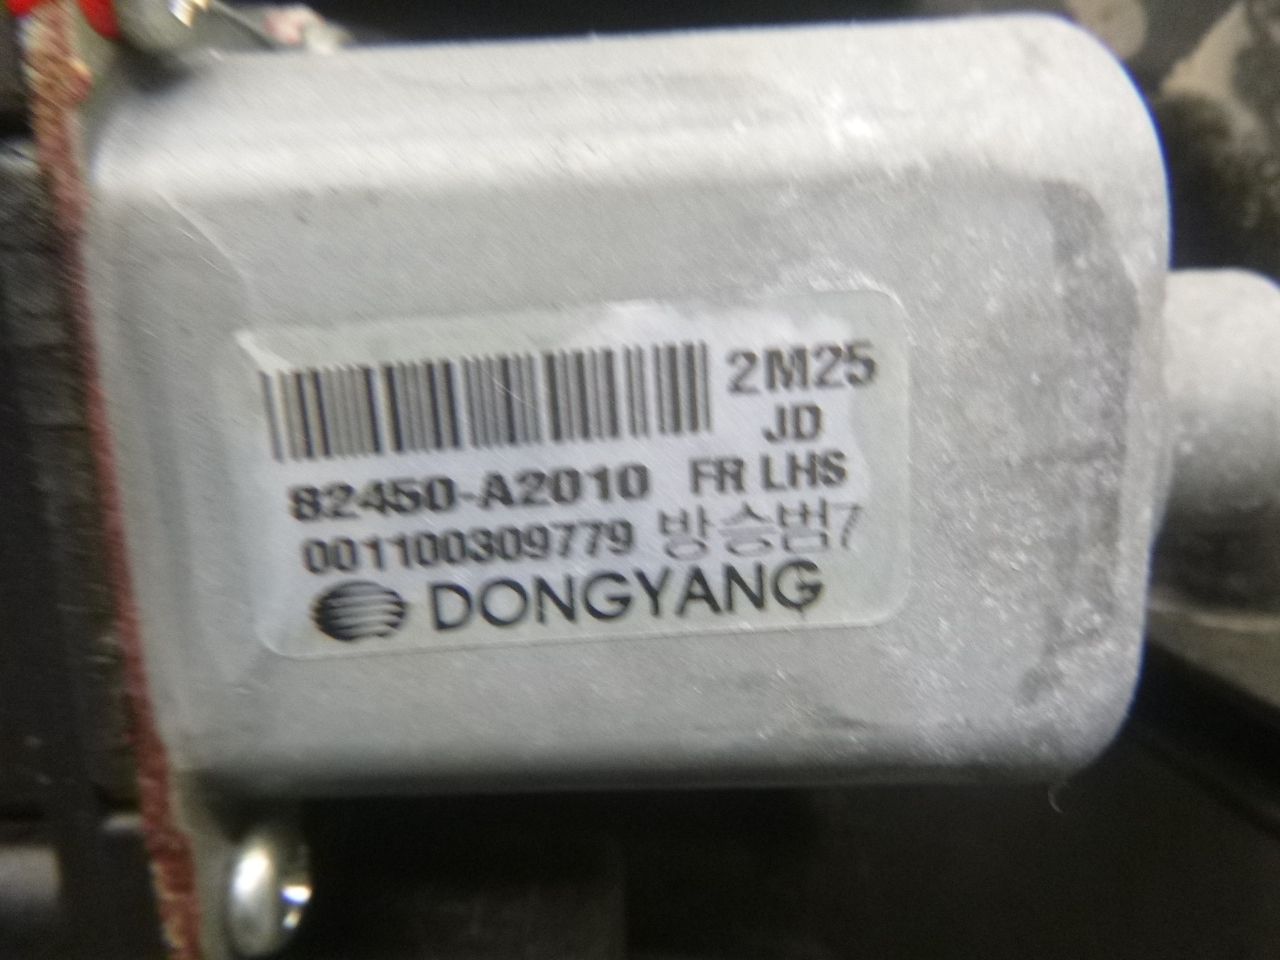 2M25
JD
82450-A2010 FR LHS
001100309779 방승범7
DONGYANG